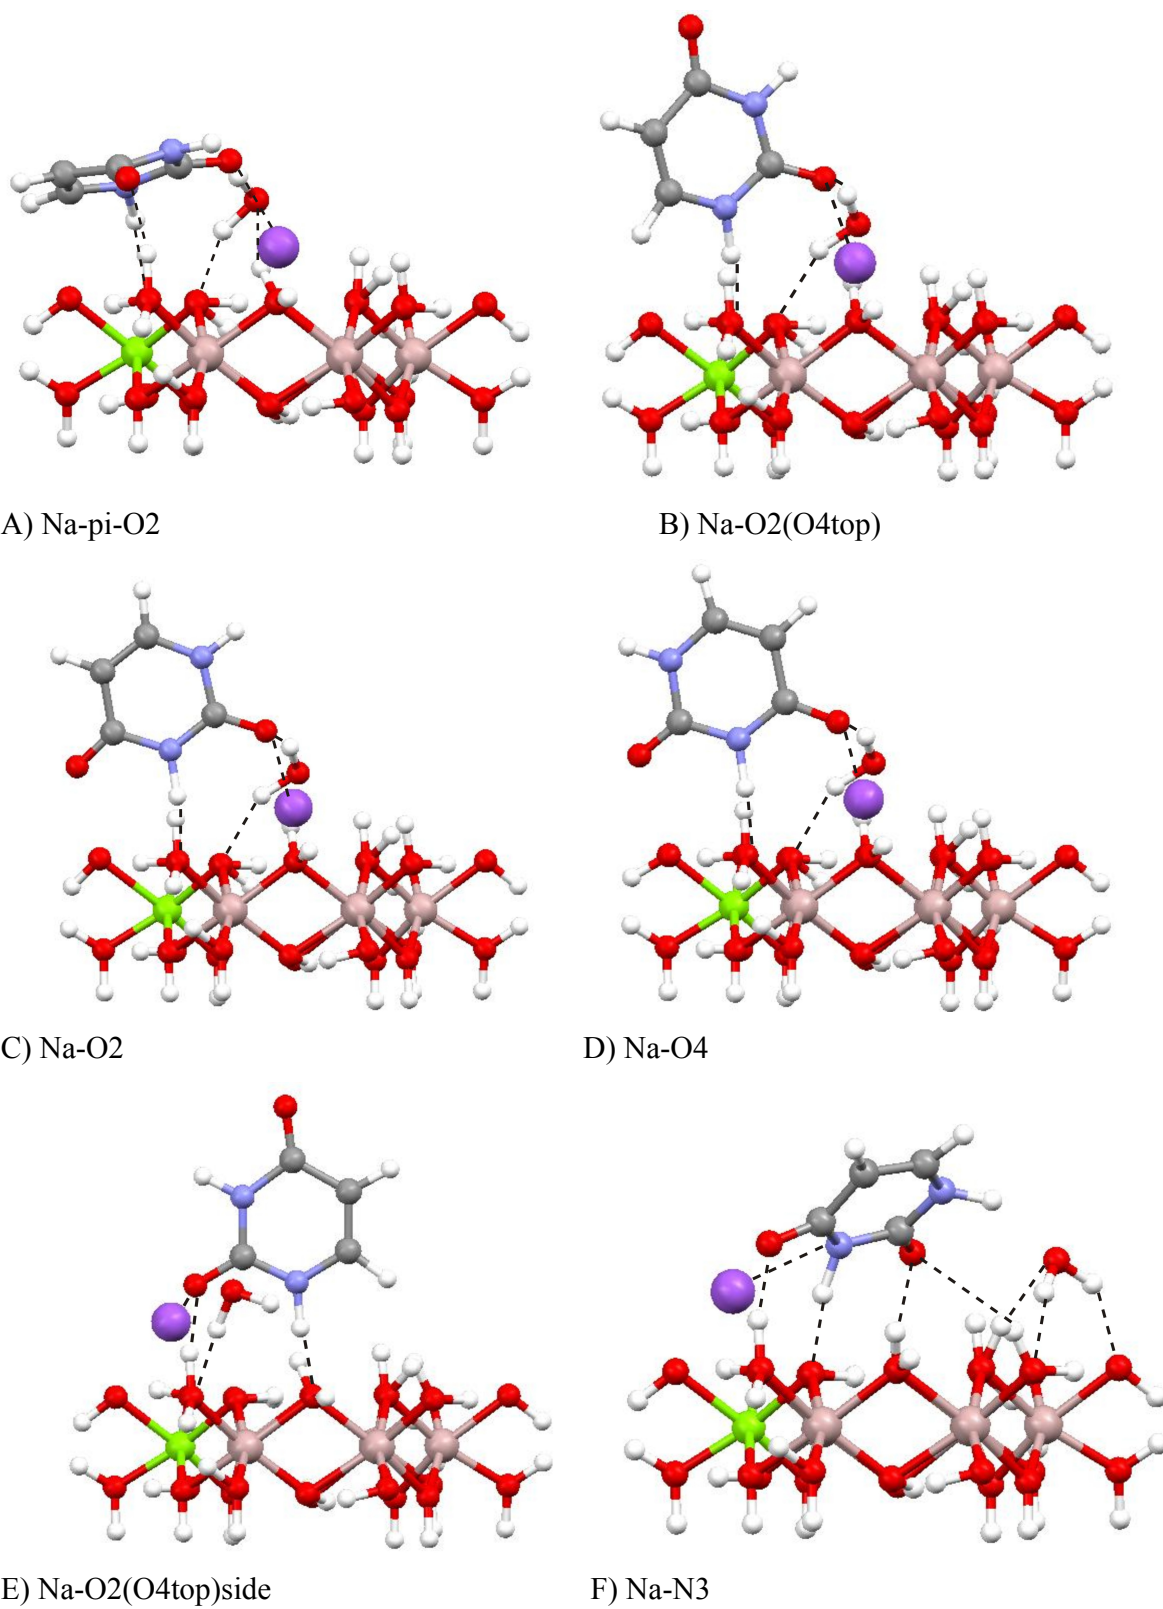 A) Na-pi-O2
B) Na-O2(O4top)
C) Na-O2
D) Na-O4
E) Na-O2(O4top)side
F) Na-N3